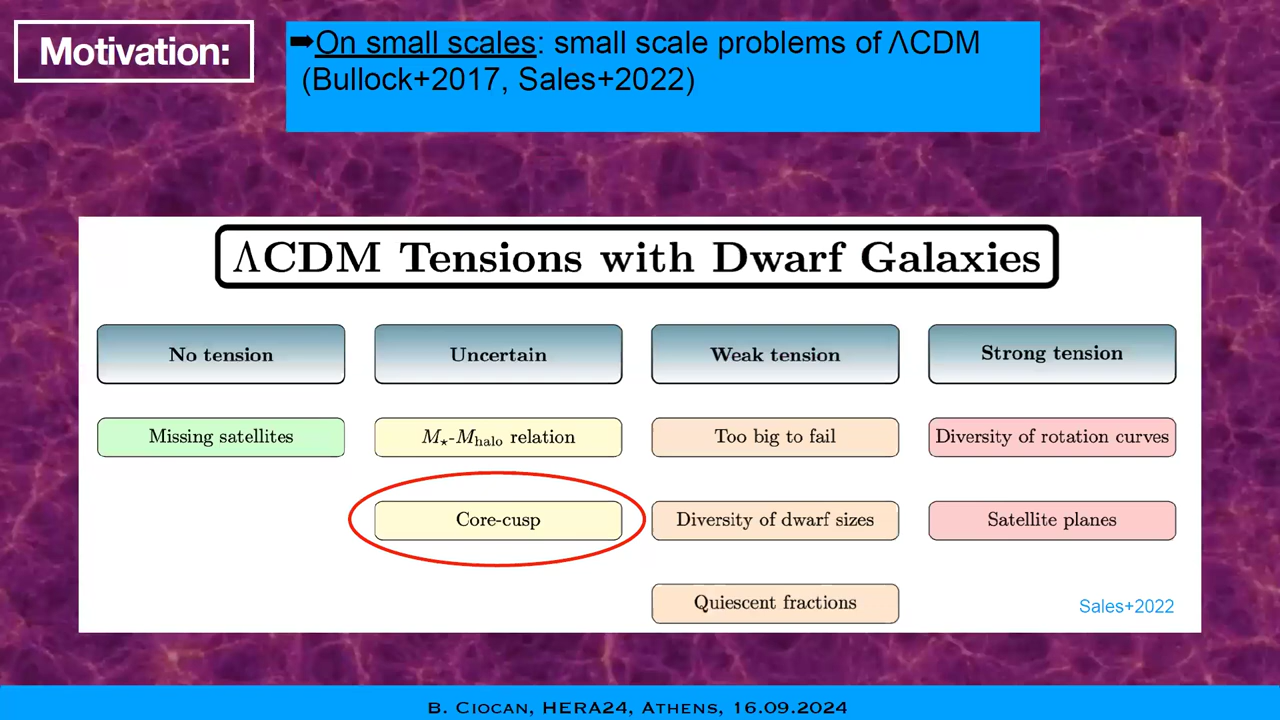 Motivation:
➡On small scales: small scale problems of ΛCDM
(Bullock+2017, Sales+2022)
ΛCDM Tensions with Dwarf Galaxies
No tension
Uncertain
Weak tension
Strong tension
Missing satellites
M⋆-Mhalo relation
Too big to fail
Diversity of rotation curves
Core-cusp
Diversity of dwarf sizes
Satellite planes
Quiescent fractions
Sales+2022
B. Ciocan, HERA24, Athens, 16.09.2024